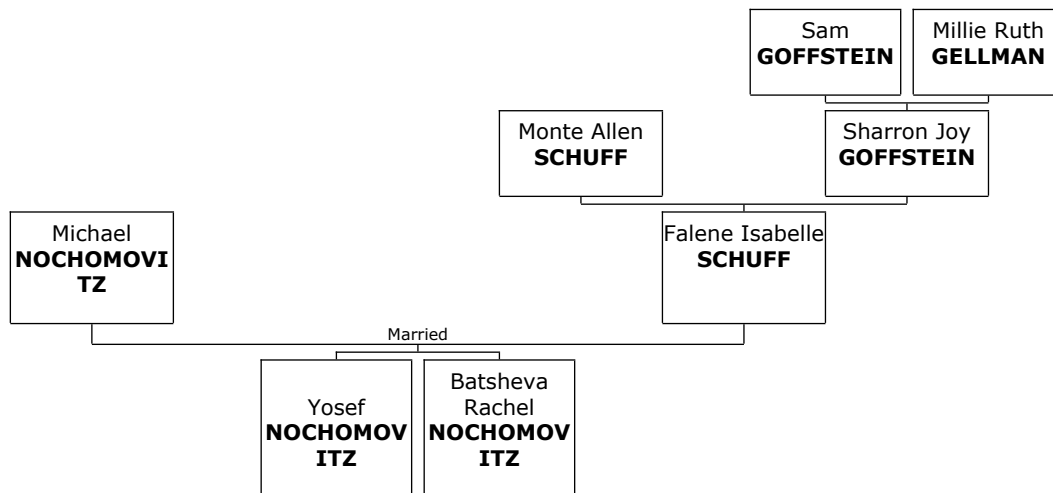 Sam
GOFFSTEIN
Millie Ruth
GELLMAN
Monte Allen
SCHUFF
Sharron Joy
GOFFSTEIN
Michael
NOCHOMOVI
TZ
Falene Isabelle
SCHUFF
Married
Yosef
NOCHOMOV
ITZ
Batsheva
Rachel
NOCHOMOV
ITZ